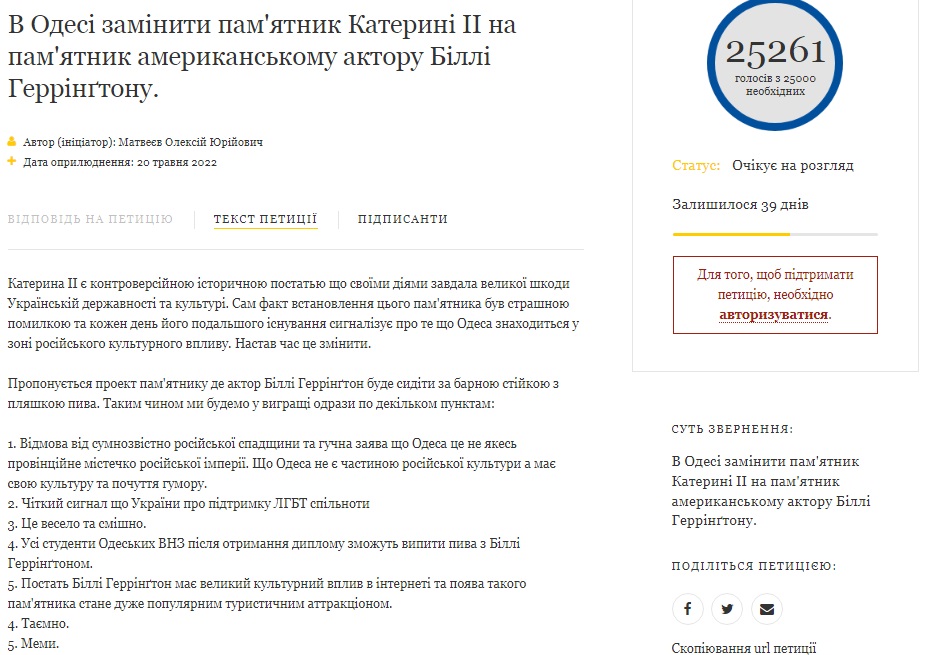 В Одесі замінити пам'ятник Катерині ІІ на
пам'ятник американському актору Біллі
Геррінґтону.
Автор (ініціатор): Матвеєв Олексій Юрійович
Дата оприлюднення: 20 травня 2022
ВІДПОВІДЬ НА ПЕТИЦІЮ
ТЕКСТ ПЕТИЦІЇ
ПІДПИСАНТИ
Катерина ІІ є контроверсійною історичною постатью що своїми діями завдала великої шкоди
Українській державності та культурі. Сам факт встановлення цього пам'ятника був страшною
помилкою та кожен день його подальшого існування сигналізує про те що Одеса знаходиться у
зоні російського культурного впливу. Настав час це змінити.
Пропонується проект пам'ятнику де актор Біллі Геррінґтон буде сидіти за барною стійкою з
пляшкою пива. Таким чином ми будемо у виграші одрази по декільком пунктам:
1. Відмова від сумнозвістно російської спадщини та гучна заява що Одеса це не якесь
провінційне містечко російської імперії. Що Одеса не є частиною російської культури а має
свою культуру та почуття гумору.
2. Чіткий сигнал що України про підтримку ЛГБТ спільноти
3. Це весело та смішно.
4. Усі студенти Одеських ВНЗ після отримання диплому зможуть випити пива з Біллі
Геррінґтоном.
5. Постать Біллі Геррінґтон має великий культурний вплив в інтернеті та поява такого
пам'ятника стане дуже популярним туристичним аттракціоном.
4. Таємно.
5. Меми.
25261
голосів з 25000
необхідних
Статус: Очікує на розгляд
Залишилося 39 днів
Для того, щоб підтримати
петицію, необхідно
авторизуватися.
СУТЬ ЗВЕРНЕННЯ:
В Одесі замінити пам'ятник
Катерині ІІ на пам'ятник
американському актору Біллі
Геррінґтону.
ПОДІЛІТЬСЯ ПЕТИЦІЄЮ:
Скопіювання url петиції